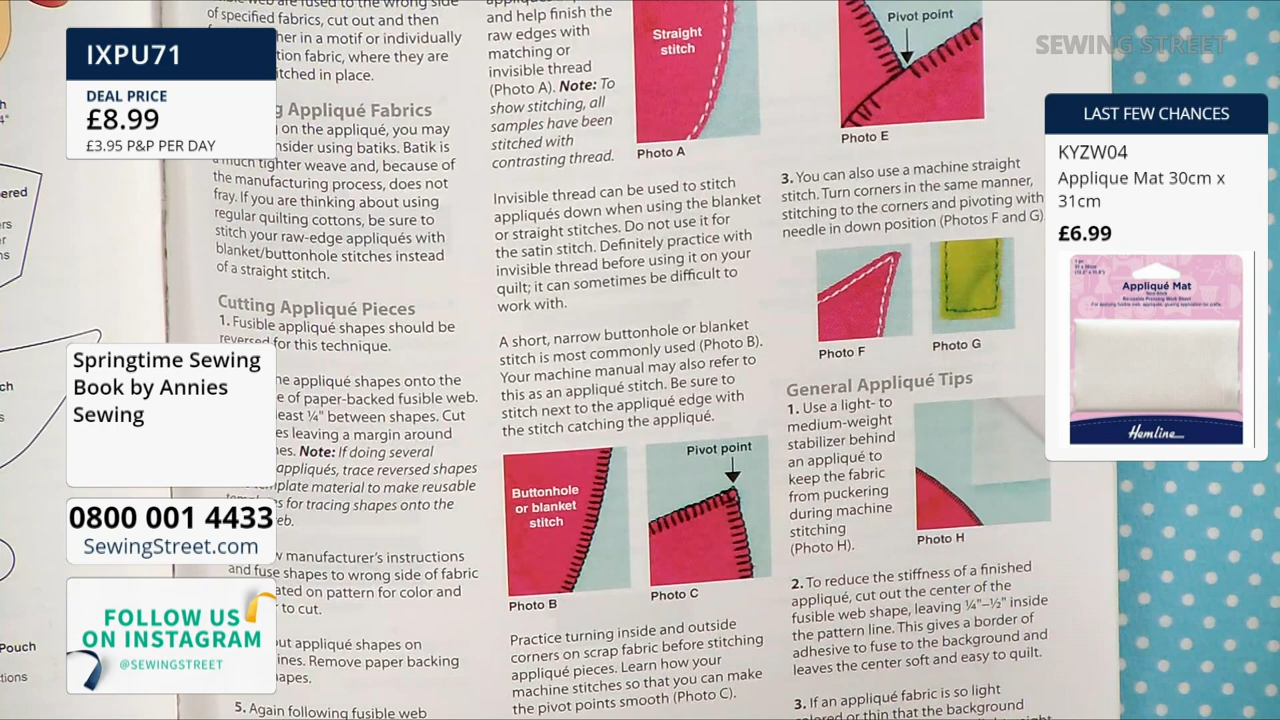 IXPU71
DEAL PRICE
£8.99
£3.95 P&P PER DAY
Springtime Sewing
Book by Annies
Sewing
0800 001 4433
SewingStreet.com
FOLLOW US
ON INSTAGRAM
@SEWINGSTREET
of specified fabrics, cut out and then
her in a motif or individually
tion fabric, where they are
itched in place.
g Appliqué Fabrics
on the appliqué, you may
nsider using batiks. Batik is
a much tighter weave and, because of
the manufacturing process, does not
fray. If you are thinking about using
regular quilting cottons, be sure to
stitch your raw-edge appliqués with
blanket/buttonhole stitches instead
of a straight stitch.
Cutting Appliqué Pieces
1. Fusible appliqué shapes should be
reversed for this technique.
he appliqué shapes onto the
e of paper-backed fusible web.
least ¼" between shapes. Cut
es leaving a margin around
nes. Note: If doing several
appliqués, trace reversed shapes
template material to make reusable
s for tracing shapes onto the
eb.
w manufacturer's instructions
and fuse shapes to wrong side of fabric
ated on pattern for color and
to cut.
out appliqué shapes on
ines. Remove paper backing
apes.
5. Again following fusible web
and help finish the
raw edges with
matching or
invisible thread
(Photo A). Note: To
show stitching, all
samples have been
stitched with
contrasting thread.
Straight
stitch
Photo A
Invisible thread can be used to stitch
appliqués down when using the blanket
or straight stitches. Do not use it for
the satin stitch. Definitely practice with
invisible thread before using it on your
quilt; it can sometimes be difficult to
work with.
A short, narrow buttonhole or blanket
stitch is most commonly used (Photo B).
Your machine manual may also refer to
this as an appliqué stitch. Be sure to
stitch next to the appliqué edge with
the stitch catching the appliqué.
Buttonhole
or blanket
stitch
Photo B
Pivot point
Photo C
Practice turning inside and outside
corners on scrap fabric before stitching
appliqué pieces. Learn how your
machine stitches so that you can make
the pivot points smooth (Photo C).
Pivot point
Photo E
3. You can also use a machine straight
stitch. Turn corners in the same manner,
stitching to the corners and pivoting with
needle in down position (Photos F and G).
Photo F
Photo G
General Appliqué Tips
1. Use a light- to
medium-weight
stabilizer behind
an appliqué to
keep the fabric
from puckering
during machine
stitching
(Photo H).
Photo H
2. To reduce the stiffness of a finished
appliqué, cut out the center of the
fusible web shape, leaving ¼"–½" inside
the pattern line. This gives a border of
adhesive to fuse to the background and
leaves the center soft and easy to quilt.
3. If an appliqué fabric is so light
colored or thin that the background
SEWING STREET
LAST FEW CHANCES
KYZW04
Applique Mat 30cm x
31cm
£6.99
Appliqué Mat
Hemline